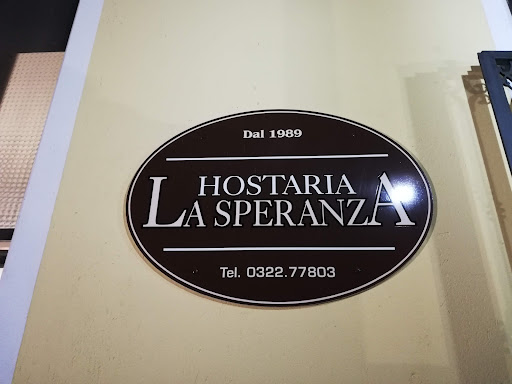 Dal 1989
HOSTARIA
LA SPERANZA
Tel. 0322.77803